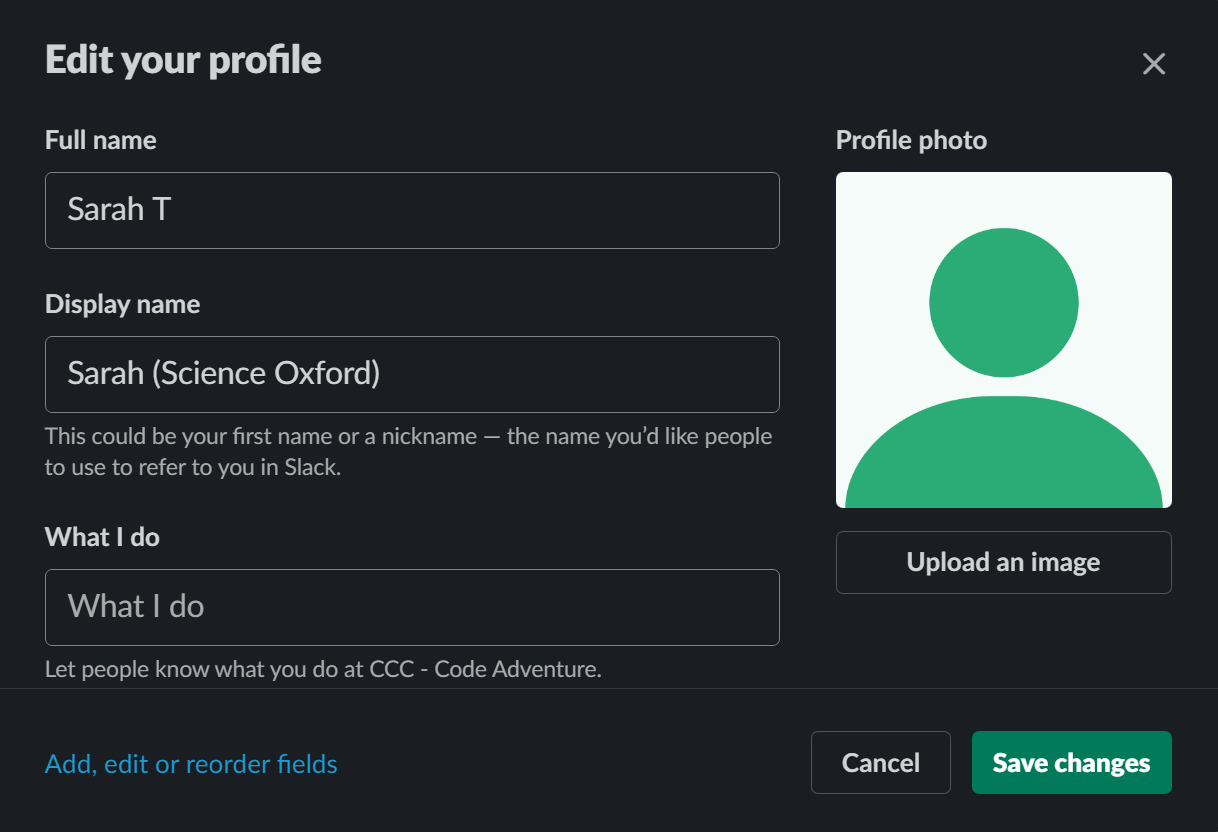 Edit your profile
Full name
Sarah T
Display name
Sarah (Science Oxford)
This could be your first name or a nickname — the name you’d like people
to use to refer to you in Slack.
What I do
What I do
Let people know what you do at CCC - Code Adventure.
Profile photo
Upload an image
Add, edit or reorder fields
Cancel
Save changes